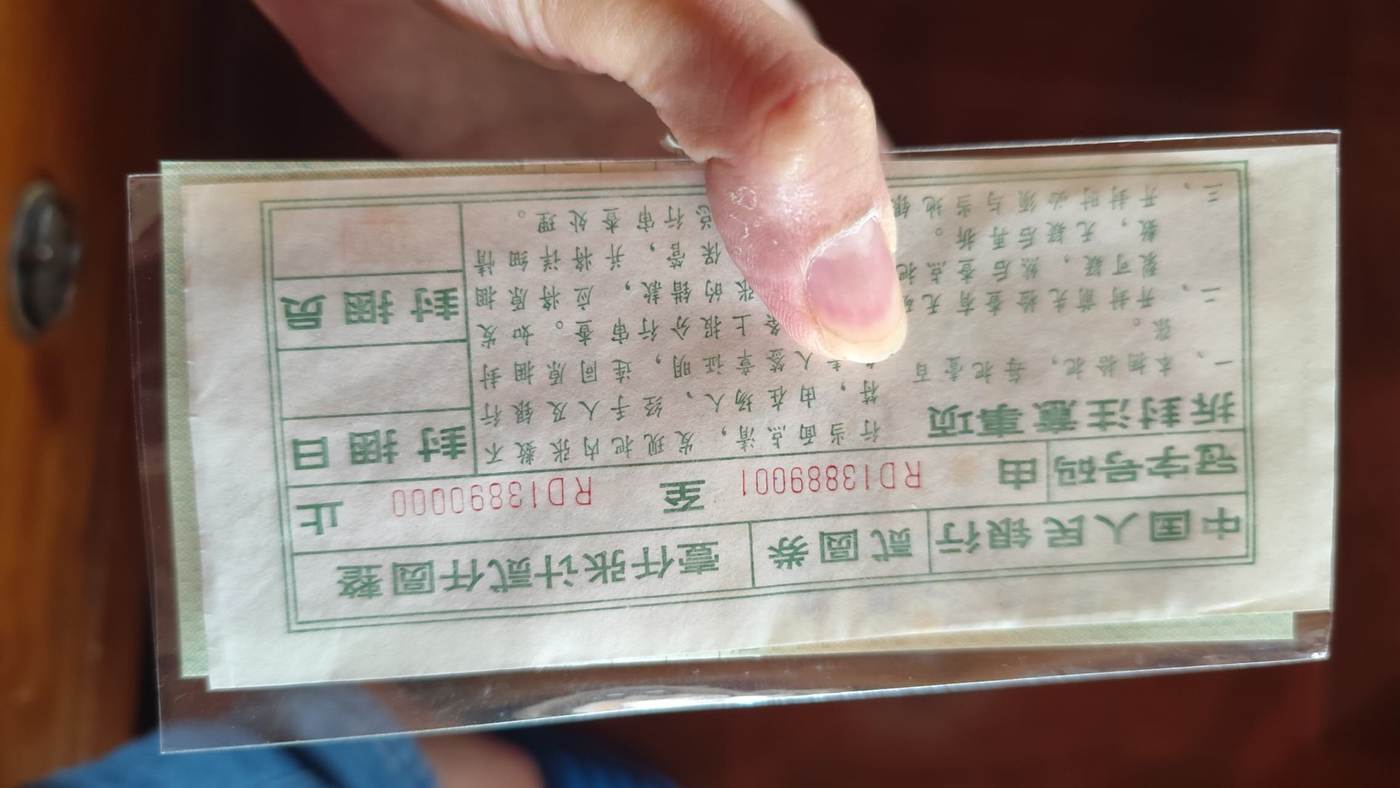 中国人民银行 贰圆券 壹仟张计贰仟圆整
冠字号码 由 RD13889001 至 RD13890000 止
拆封注意事项
一、本捆拾把，每把壹百
张。
二、开封前先检查有无
裂可疑，然后查点把
数，无疑后再拆。
三、开封时必须与当地银
行当面点清，发现把内张数不
符，由在场人、经手人及银行
人签章证明，连同原捆封
条上报分行审查。如发
张的错款，应将原捆
保管，并将详细情
总行审查处理。
封捆日
封捆员